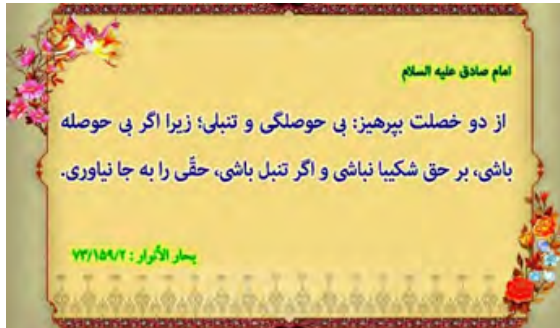 امام صادق علیه السلام
از دو خصلت بپرهیز: بی حوصلگی و تنبلی؛ زیرا اگر بی حوصله
باشی، بر حق شکیبا نباشی و اگر تنبل باشی، حقّی را به جا نیاوری.
بحار الأنوار : ۷۳/۱۵۹/۲